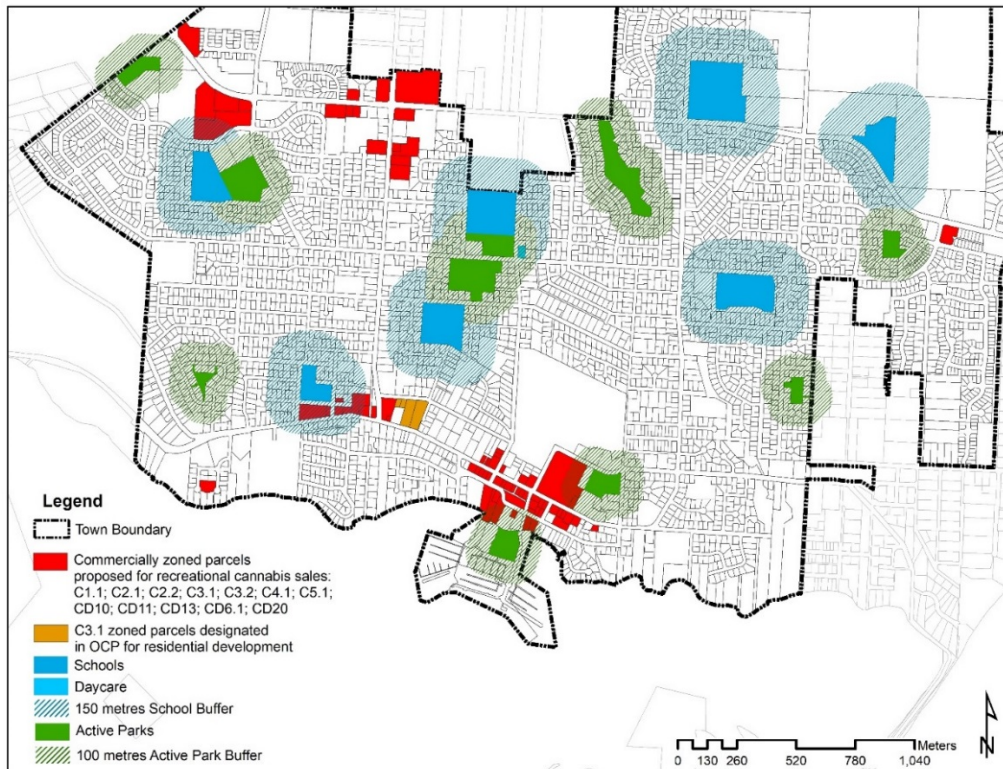 Legend
Town Boundary
Commercially zoned parcels
proposed for recreational cannabis sales:
C1.1; C2.1; C2.2; C3.1; C3.2; C4.1; C5.1;
CD10; CD11; CD13; CD6.1; CD20
C3.1 zoned parcels designated
in OCP for residential development
Schools
Daycare
150 metres School Buffer
Active Parks
100 metres Active Park Buffer
Meters
0 130 260 520 780 1,040
N